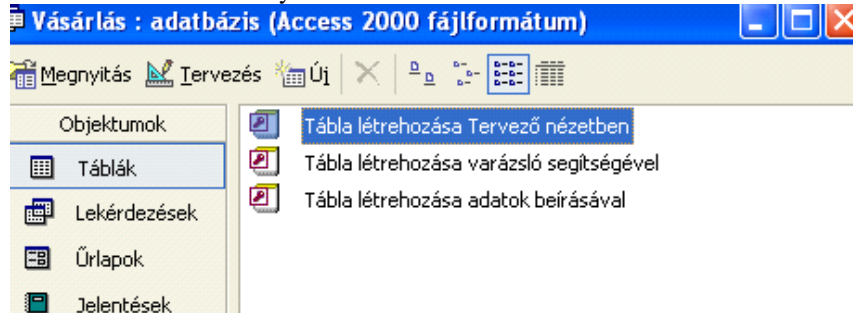 Vásárlás : adatbázis (Access 2000 fájlformátum)
Megnyitás Tervezés Új
Objektumok
Táblák
Lekérdezések
Űrlapok
Jelentések
Tábla létrehozása Tervező nézetben
Tábla létrehozása varázsló segítségével
Tábla létrehozása adatok beírásával